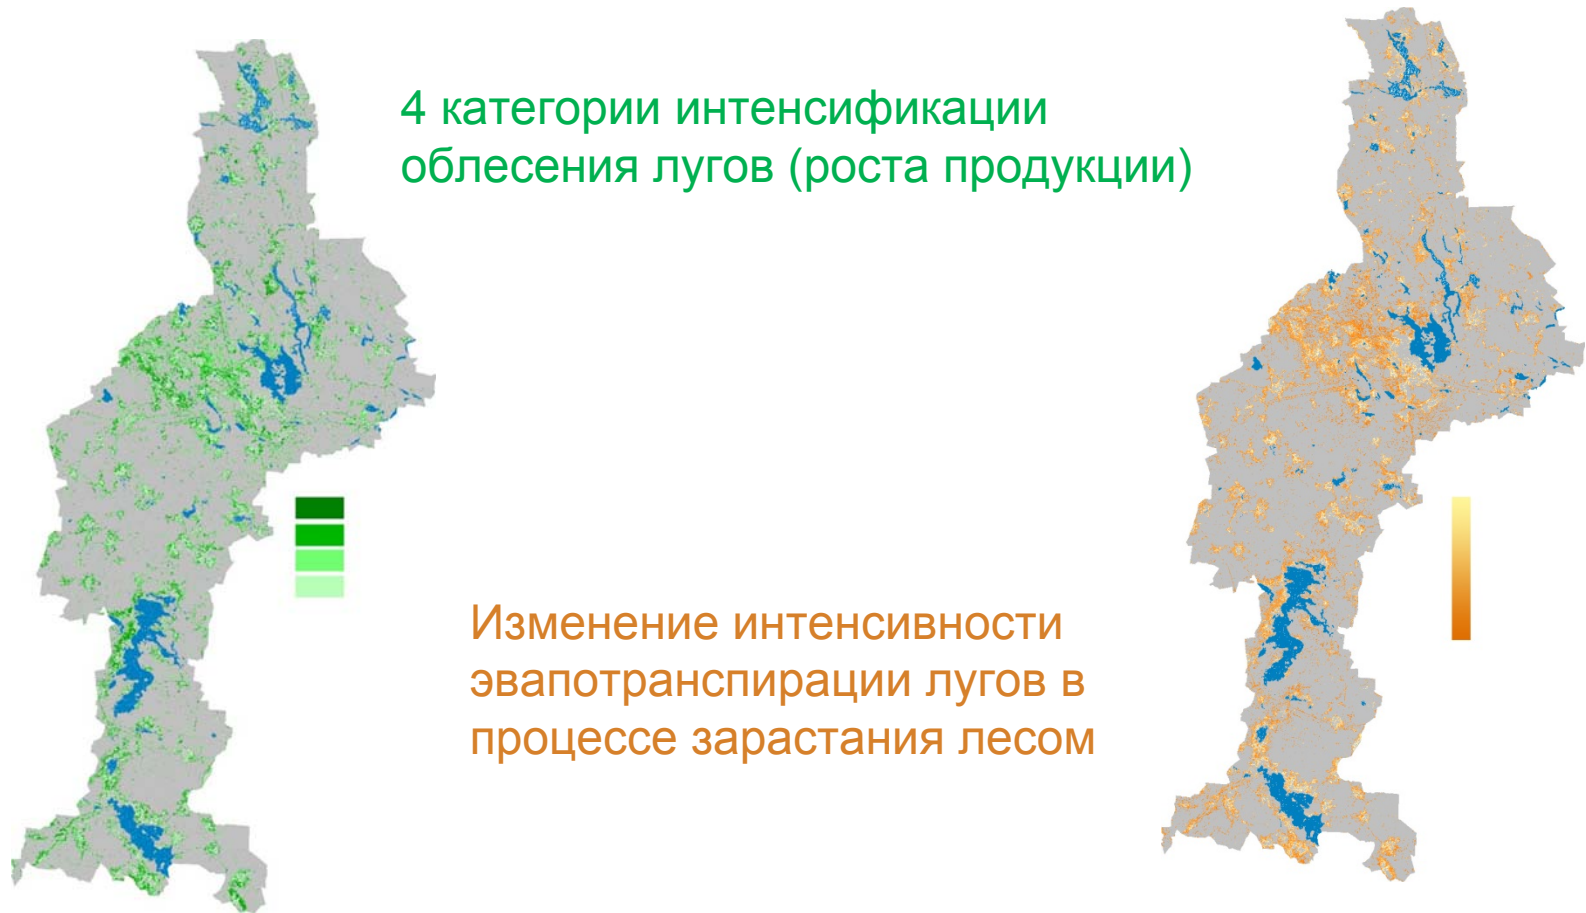 4 категории интенсификации
облесения лугов (роста продукции)
Изменение интенсивности
эвапотранспирации лугов в
процессе зарастания лесом